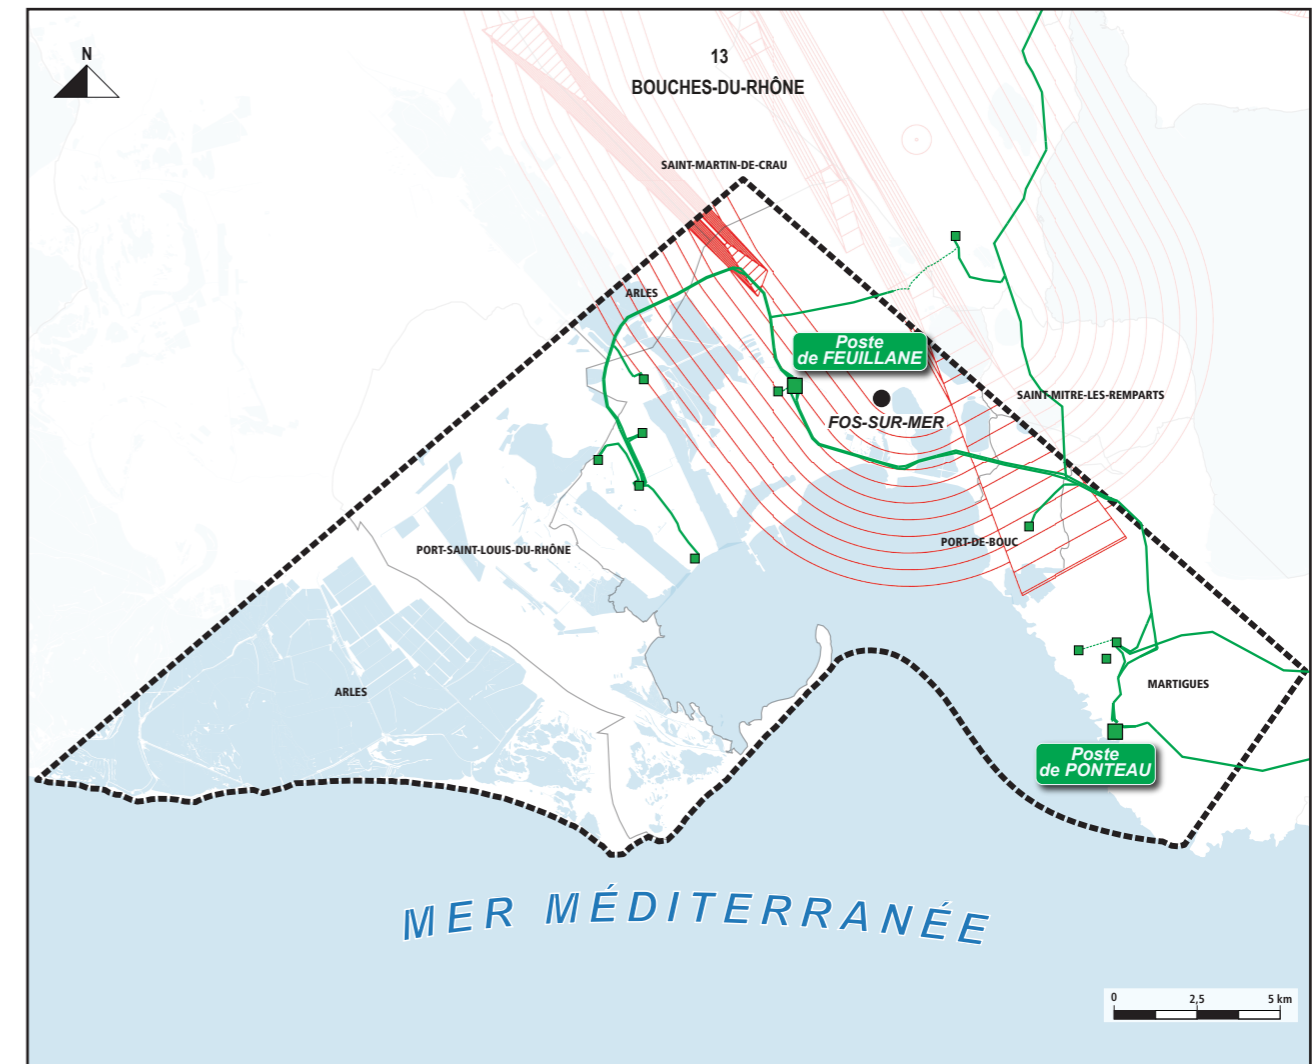 N
13
BOUCHES-DU-RHÔNE
SAINT-MARTIN-DE-CRAU
ARLES
Poste
de FEUILLANE
SAINT-MITRE-LES-REMPARTS
FOS-SUR-MER
PORT-DE-BOUC
PORT-SAINT-LOUIS-DU-RHÔNE
ARLES
MARTIGUES
Poste
de PONTEAU
MER MÉDITERRANÉE
0 2,5 5 km